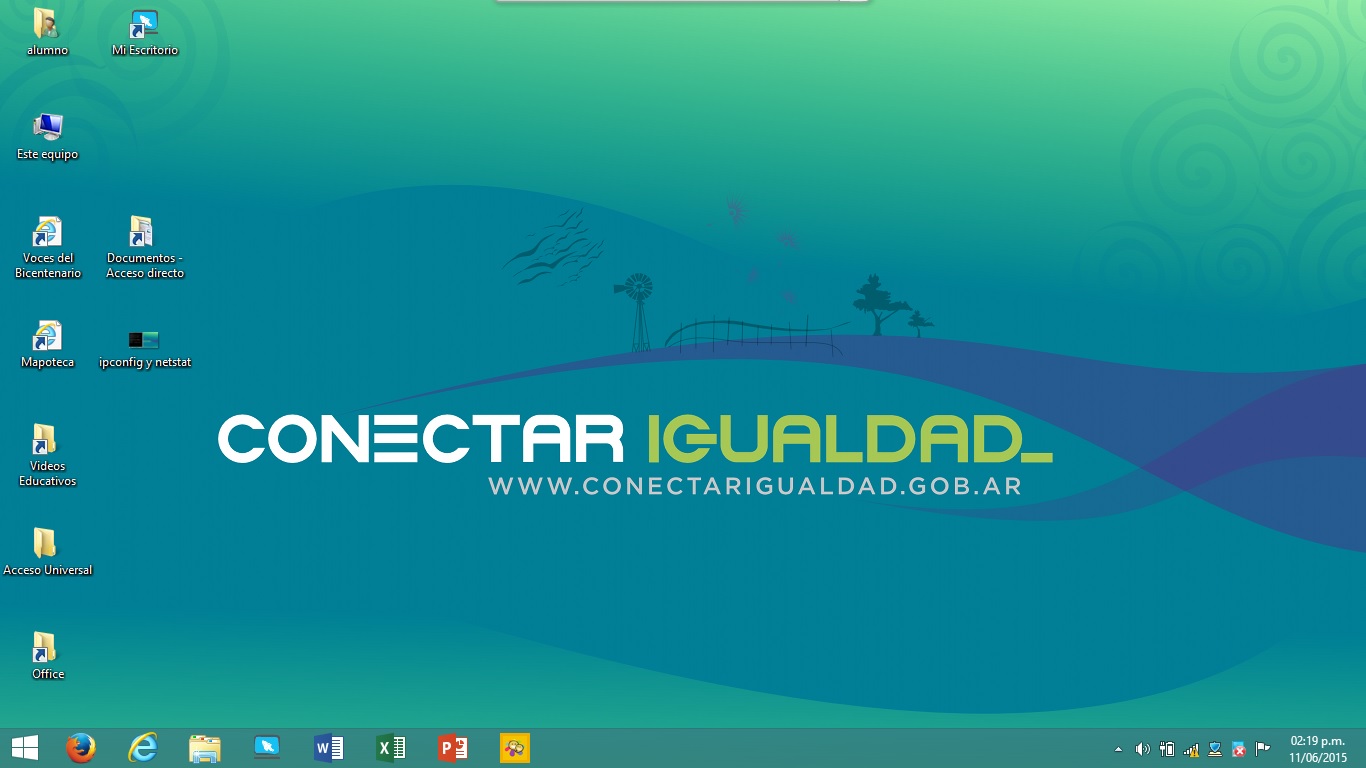 alumno
Mi Escritorio
Este equipo
Voces del
Bicentenario
Documentos -
Acceso directo
Mapoteca
ipconfig y netstat
Videos
Educativos
Acceso Universal
Office
CONECTAR IGUALDAD_
WWW.CONECTARIGUALDAD.GOB.AR
02:19 p.m.
11/06/2015